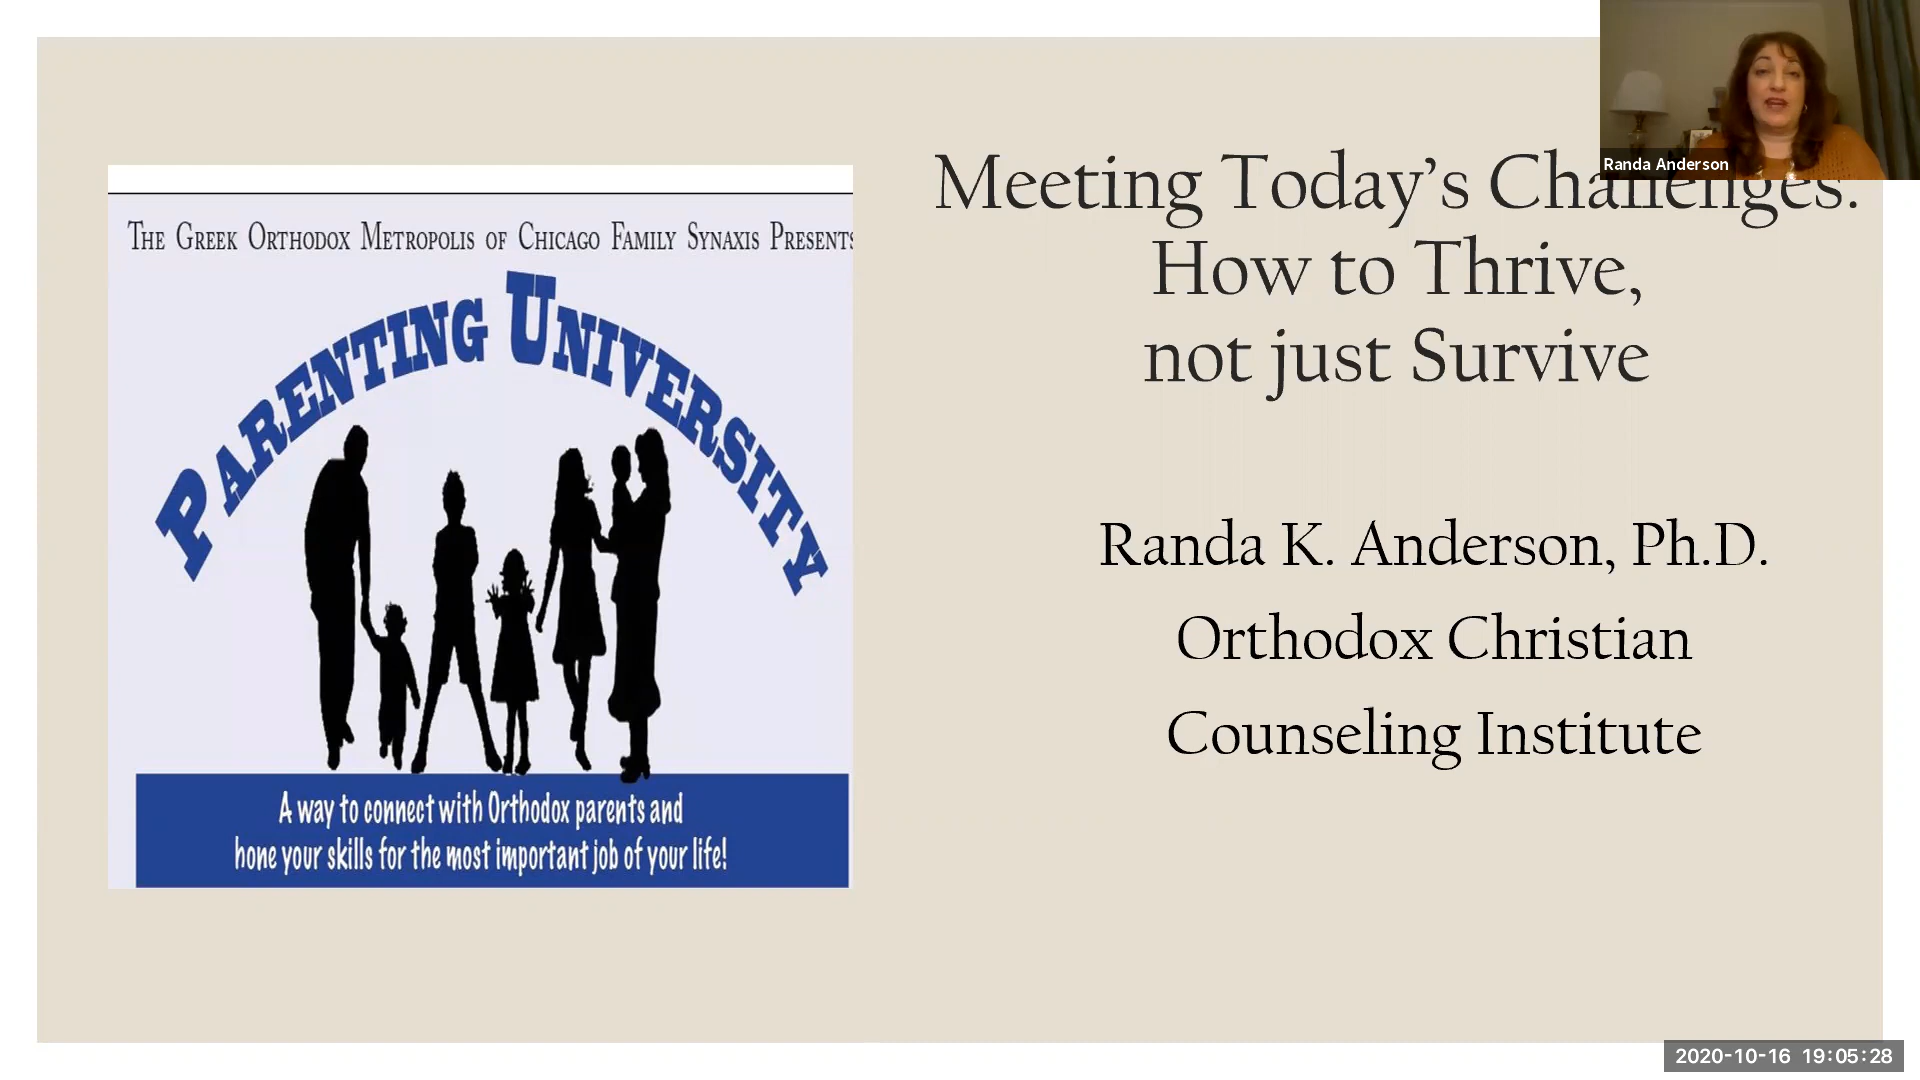 Randa Anderson
Meeting Today’s Challenges:
How to Thrive,
not just Survive
The Greek Orthodox Metropolis of Chicago Family Synaxis Presents
Parenting University
A way to connect with Orthodox parents and
hone your skills for the most important job of your life!
Randa K. Anderson, Ph.D.
Orthodox Christian
Counseling Institute
2020-10-16 19:05:28